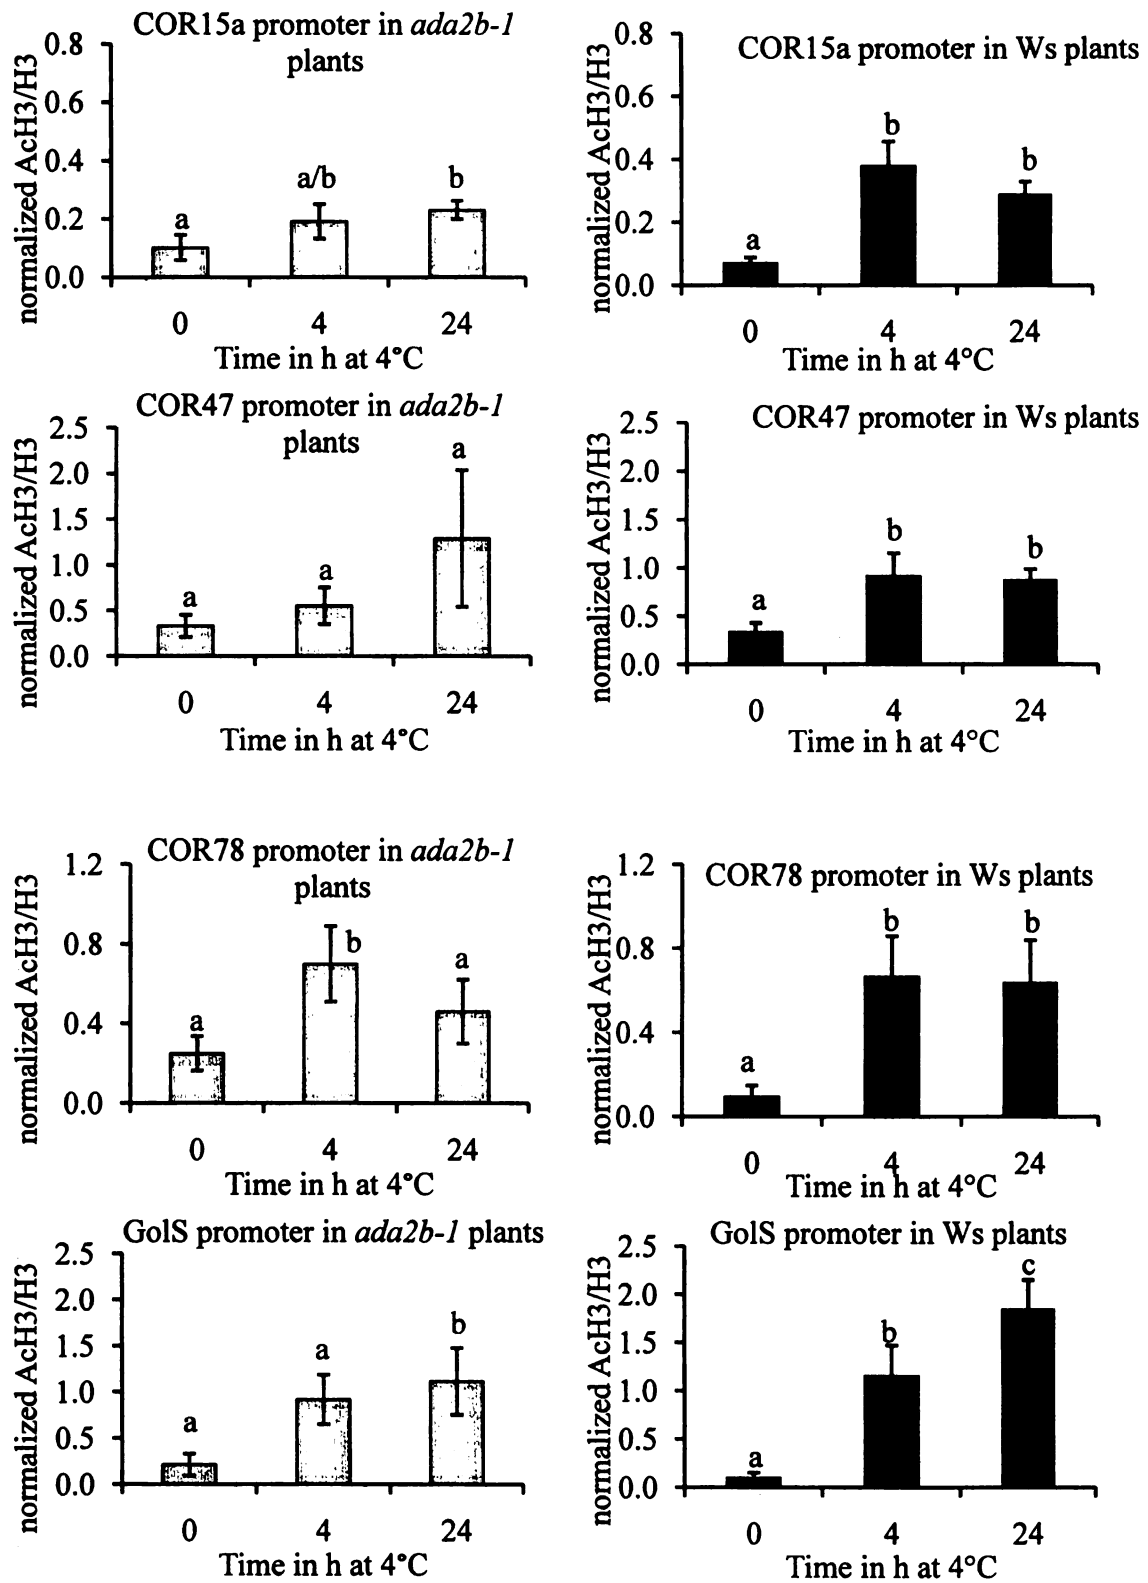 COR15a promoter in ada2b-1
plants
normalized AcH3/H3
0.8
0.6
0.4
0.2
0.0
a
a/b
b
0
4
24
Time in h at 4°C
COR15a promoter in Ws plants
normalized AcH3/H3
0.8
0.6
0.4
0.2
0.0
a
b
b
0
4
24
Time in h at 4°C
COR47 promoter in ada2b-1
plants
normalized AcH3/H3
2.5
2.0
1.5
1.0
0.5
0.0
a
a
a
0
4
24
Time in h at 4°C
COR47 promoter in Ws plants
normalized AcH3/H3
2.5
2.0
1.5
1.0
0.5
0.0
a
b
b
0
4
24
Time in h at 4°C
COR78 promoter in ada2b-1
plants
normalized AcH3/H3
1.2
0.8
0.4
0.0
a
b
a
0
4
24
Time in h at 4°C
COR78 promoter in Ws plants
normalized AcH3/H3
1.2
0.8
0.4
0.0
a
b
b
0
4
24
Time in h at 4°C
GolS promoter in ada2b-1 plants
normalized AcH3/H3
2.5
2.0
1.5
1.0
0.5
0.0
a
a
b
0
4
24
Time in h at 4°C
GolS promoter in Ws plants
normalized AcH3/H3
2.5
2.0
1.5
1.0
0.5
0.0
a
b
c
0
4
24
Time in h at 4°C